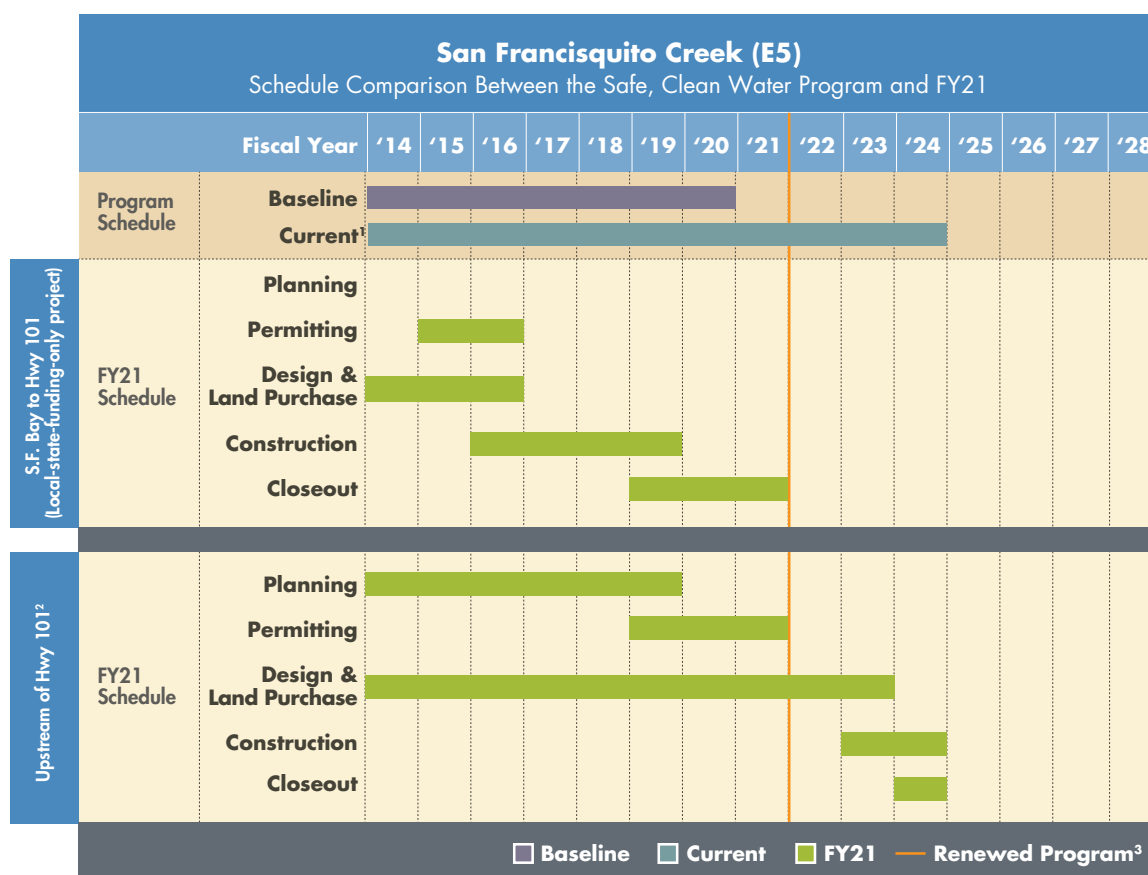 San Francisquito Creek (E5)
Schedule Comparison Between the Safe, Clean Water Program and FY21
Fiscal Year ‘14 ‘15 ‘16 ‘17 ‘18 ‘19 ‘20 ‘21 ‘22 ‘23 ‘24 ‘25 ‘26 ‘27 ‘28
Program
Schedule
Baseline
Current¹
S.F. Bay to Hwy 101
(Local-state-funding-only project)
FY21
Schedule
Planning
Permitting
Design &
Land Purchase
Construction
Closeout
Upstream of Hwy 101²
FY21
Schedule
Planning
Permitting
Design &
Land Purchase
Construction
Closeout
Baseline Current FY21 Renewed Program³